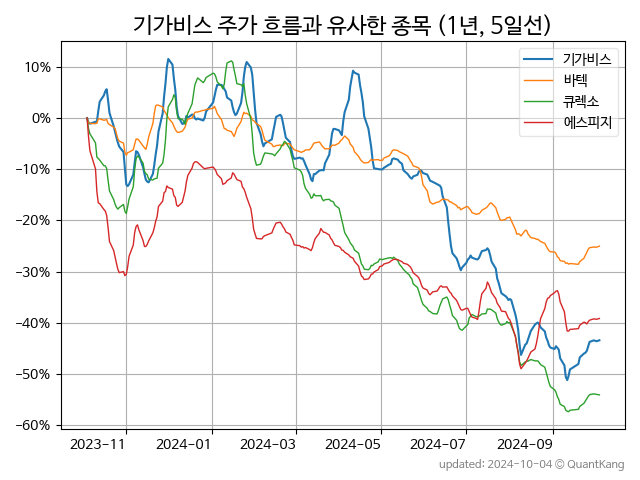 기가비스 주가 흐름과 유사한 종목 (1년, 5일선)
기가비스
바텍
큐렉소
에스피지
10%
0%
-10%
-20%
-30%
-40%
-50%
-60%
2023-11
2024-01
2024-03
2024-05
2024-07
2024-09
updated: 2024-10-04 © QuantKang